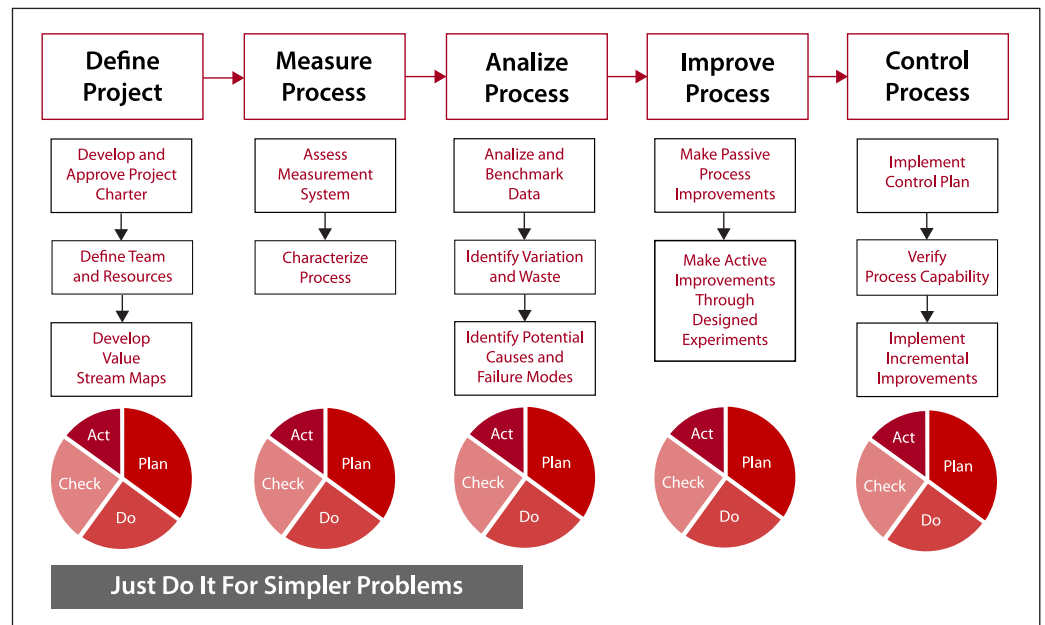 Define
Project
Measure
Process
Analize
Process
Improve
Process
Control
Process
Develop and
Approve Project
Charter
Define Team
and Resources
Develop
Value
Stream Maps
Assess
Measurement
System
Characterize
Process
Analize and
Benchmark
Data
Identify Variation
and Waste
Identify Potential
Causes and
Failure Modes
Make Passive
Process
Improvements
Make Active
Improvements
Through
Designed
Experiments
Implement
Control Plan
Verify
Process Capability
Implement
Incremental
Improvements
Act
Plan
Check
Do
Act
Plan
Check
Do
Act
Plan
Check
Do
Act
Plan
Check
Do
Act
Plan
Check
Do
Just Do It For Simpler Problems